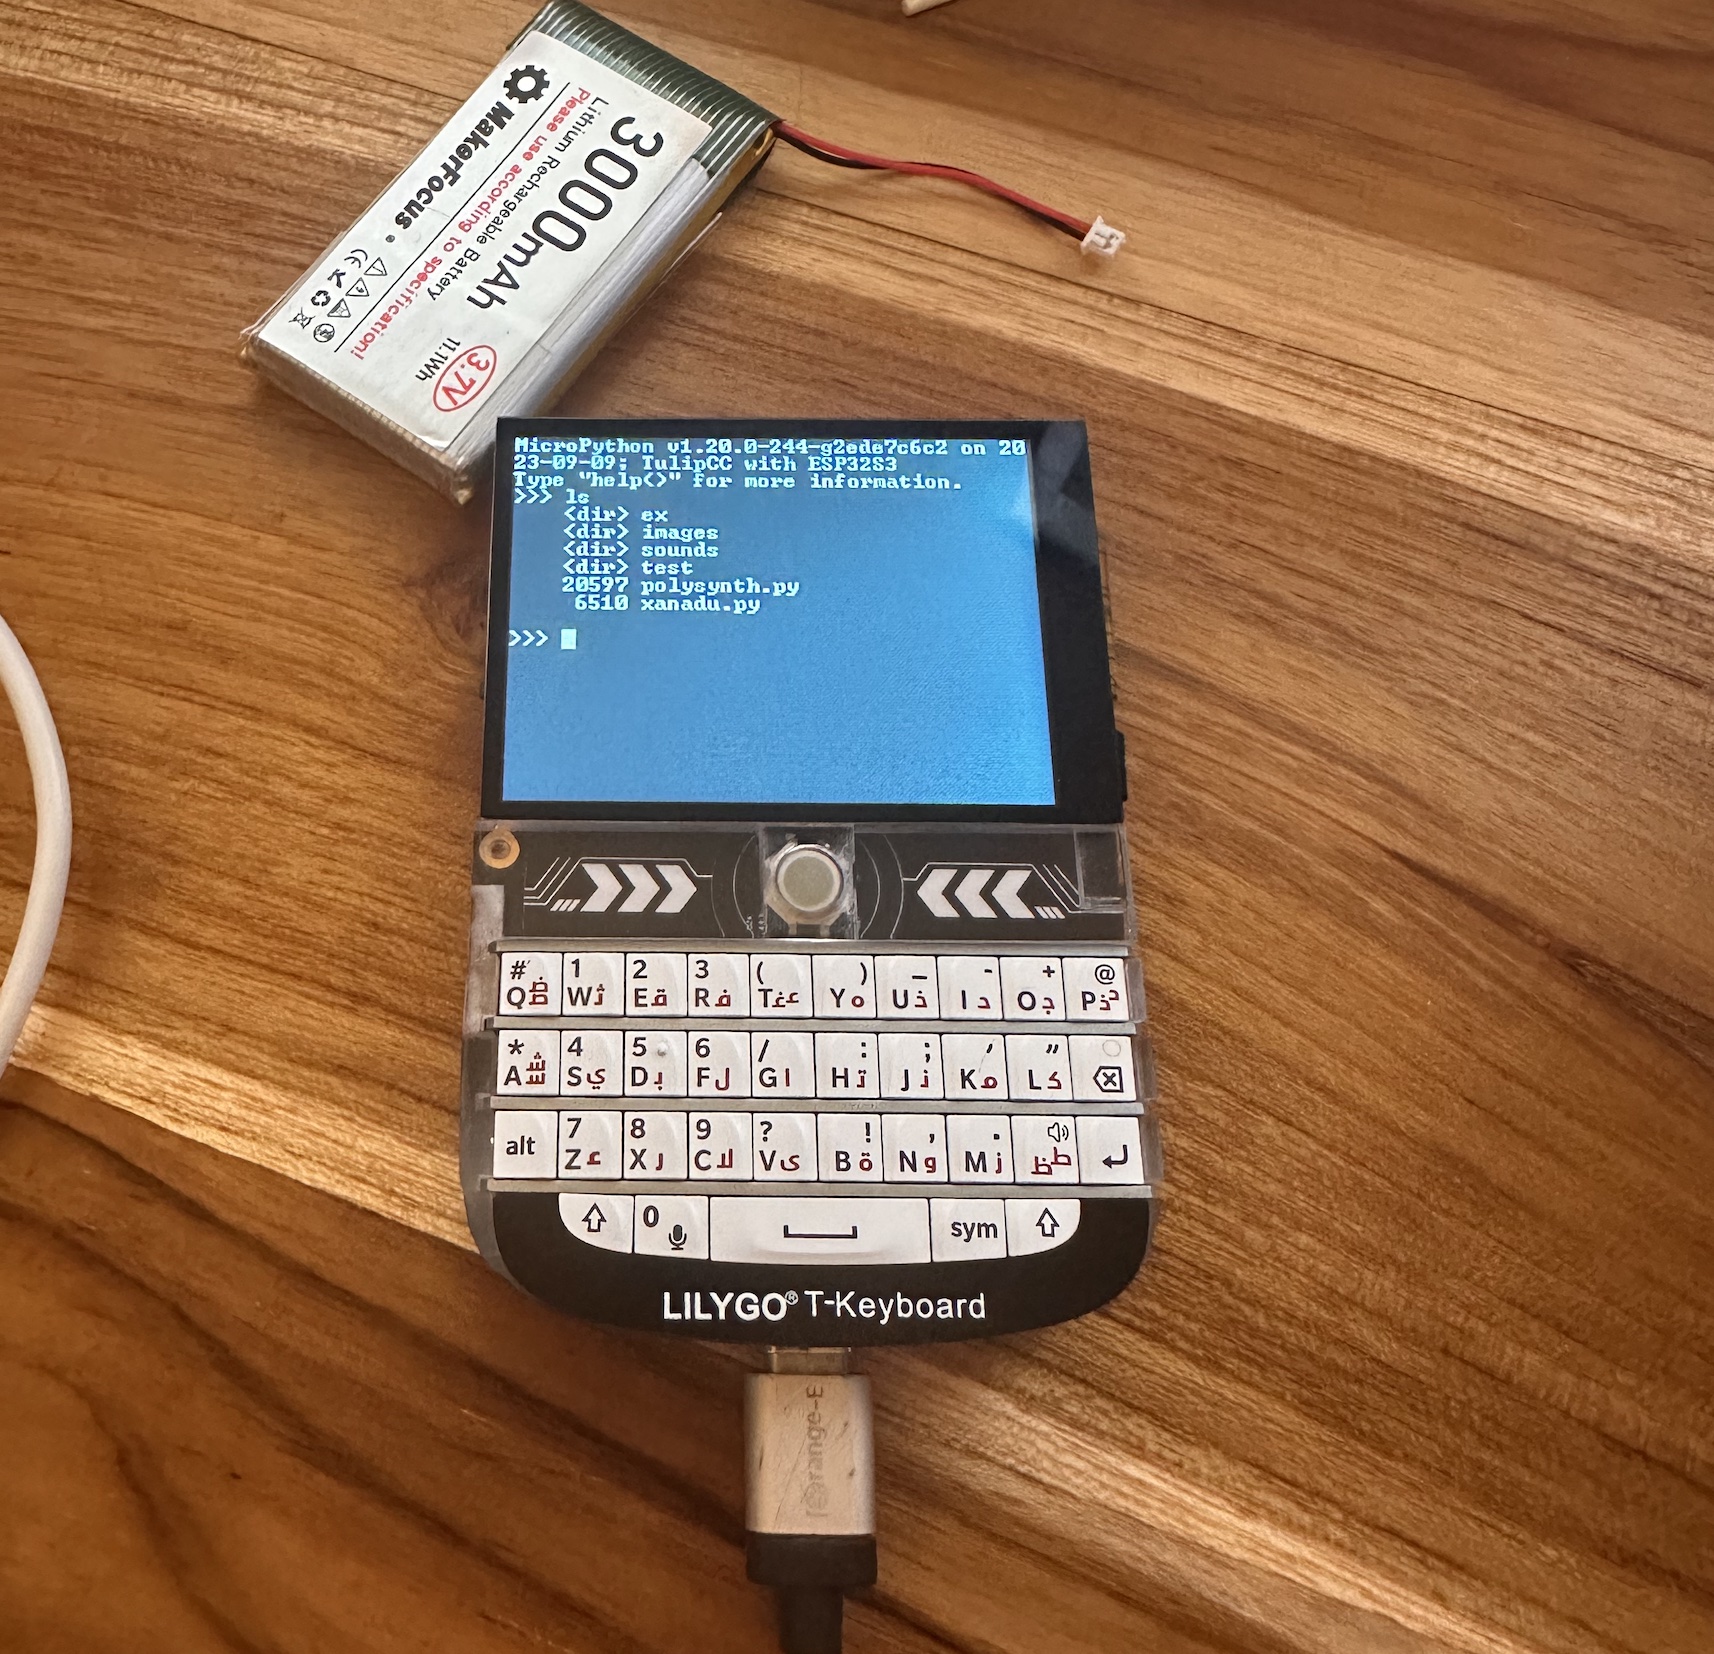 MakerFocus®
Please use according to specification!
Lithium Rechargeable Battery
3000mAh
11.1Wh
3.7V
MicroPython v1.20.0-244-g2ede7c6c2 on 20
23-09-09; TulipCC with ESP32S3
Type "help()" for more information.
>>> ls
<dir> ex
<dir> images
<dir> sounds
<dir> test
20597 polysynth.py
6510 xanadu.py
>>>
# 1 2 3 ( ) _ - + @
Q ض W E ق R ف T غ ع Y ه U I د O P
* 4 5 6 / : ; ' "
A S ي D F ل G ا H J K م L ک
alt 7 8 9 ? ! , .
Z ع X ر C لا V ى B ة N و M ظ ط
0 sym
LILYGO® T-Keyboard